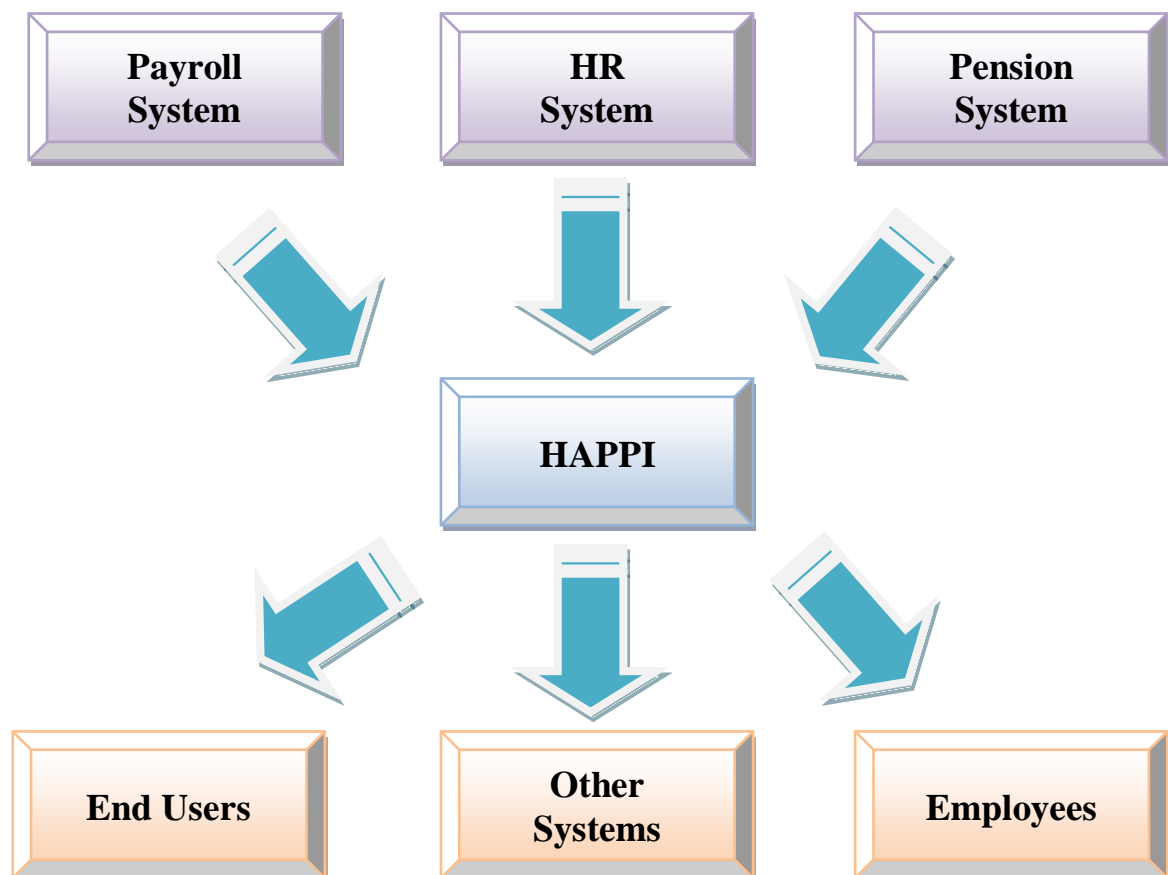 Payroll
System
HR
System
Pension
System
HAPPI
End Users
Other
Systems
Employees